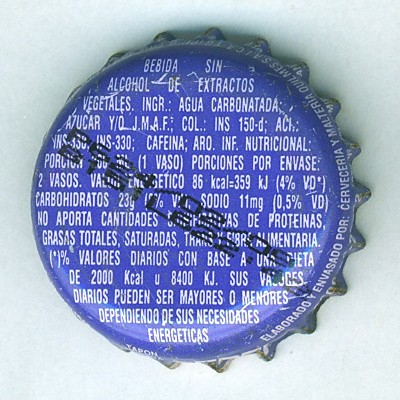 BEBIDA SIN
ALCOHOL DE EXTRACTOS
VEGETALES. INGR.: AGUA CARBONATADA,
AZUCAR Y/O J.M.A.F; COL.: INS 150-d; ACI.:
INS-330; CAFEINA; ARO. INF. NUTRICIONAL:
(1 VASO) PORCIONES POR ENVASE:
2 VASOS. VALOR ENERGETICO 86 kcal=359 kJ (4% VD*),
CARBOHIDRATOS SODIO 11mg (0,5% VD)
NO APORTA CANTIDADES DE PROTEINAS,
GRASAS TOTALES, SATURADAS, TRANS Y FIBRA ALIMENTARIA.
(*)% VALORES DIARIOS CON BASE A UNA DIETA
DE 2000 Kcal u 8400 KJ. SUS VALORES
DIARIOS PUEDEN SER MAYORES O MENORES
DEPENDIENDO DE SUS NECESIDADES
ENERGETICAS
ELABORADO Y ENVASADO POR: CERVECERIA Y MALTERIA QUILMES
TAPON